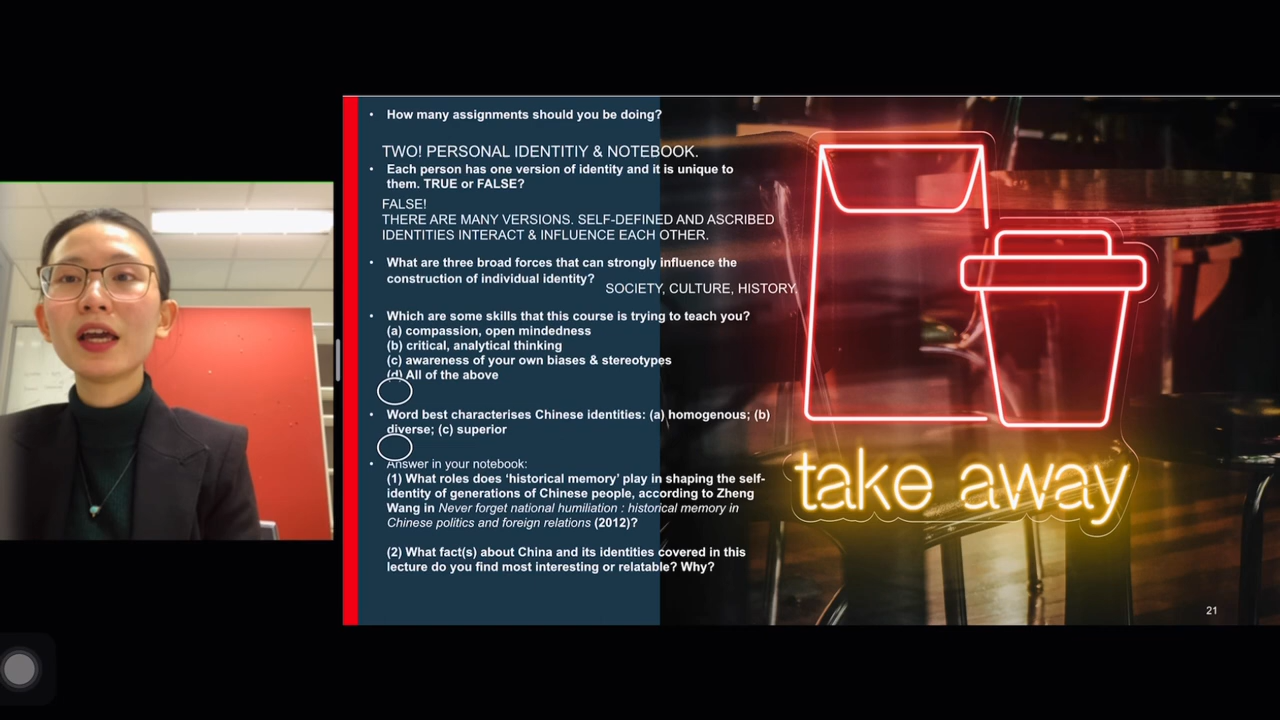 • How many assignments should you be doing?
TWO! PERSONAL IDENTITIY & NOTEBOOK.
• Each person has one version of identity and it is unique to
them. TRUE or FALSE?
FALSE!
THERE ARE MANY VERSIONS. SELF-DEFINED AND ASCRIBED
IDENTITIES INTERACT & INFLUENCE EACH OTHER.
• What are three broad forces that can strongly influence the
construction of individual identity?
SOCIETY, CULTURE, HISTORY.
• Which are some skills that this course is trying to teach you?
(a) compassion, open mindedness
(b) critical, analytical thinking
(c) awareness of your own biases & stereotypes
(d) All of the above
• Word best characterises Chinese identities: (a) homogenous; (b)
diverse; (c) superior
• Answer in your notebook:
(1) What roles does ‘historical memory’ play in shaping the self-
identity of generations of Chinese people, according to Zheng
Wang in Never forget national humiliation : historical memory in
Chinese politics and foreign relations (2012)?
(2) What fact(s) about China and its identities covered in this
lecture do you find most interesting or relatable? Why?
take away
21